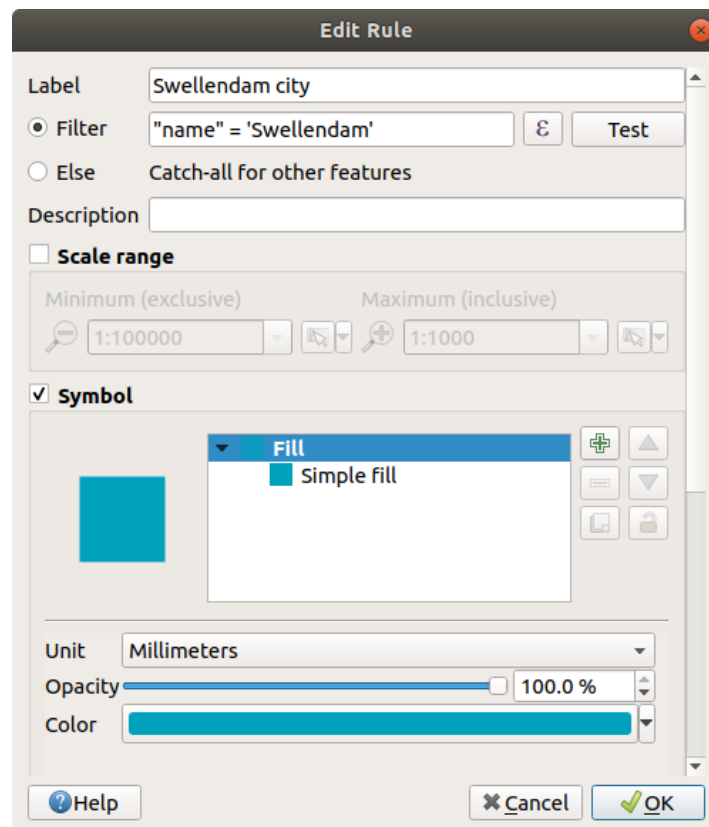 Edit Rule
Label Swellendam city
Filter "name" = 'Swellendam' ε Test
Else Catch-all for other features
Description
Scale range
Minimum (exclusive) Maximum (inclusive)
1:100000 1:1000
Symbol
Fill
Simple fill
Unit Millimeters
Opacity 100.0 %
Color
Help Cancel OK